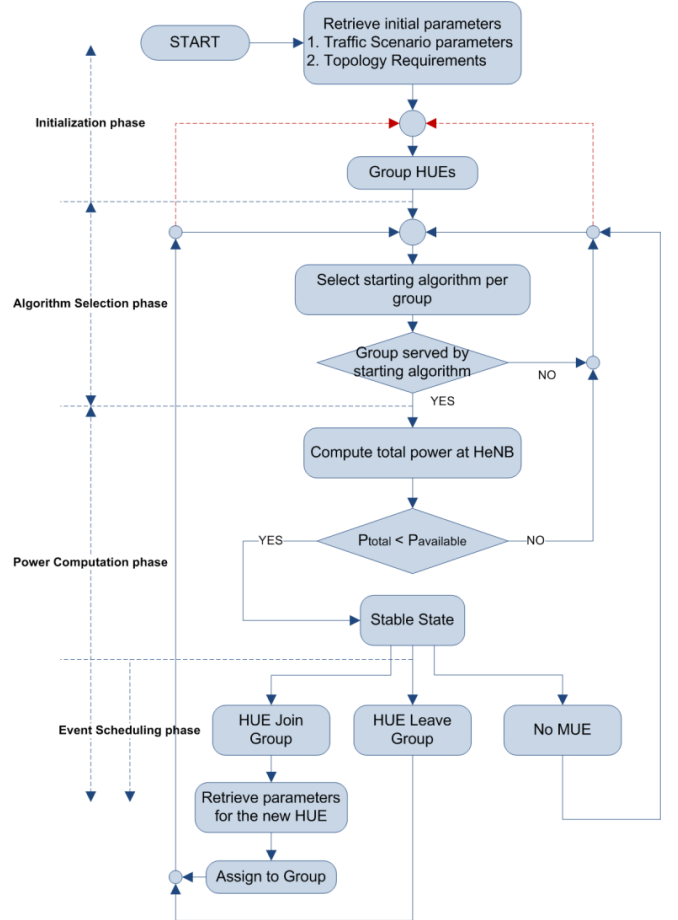 START
Retrieve initial parameters
1. Traffic Scenario parameters
2. Topology Requirements
Initialization phase
Group HUEs
Algorithm Selection phase
Select starting algorithm per
group
Group served by
starting algorithm
NO
YES
Compute total power at HeNB
Power Computation phase
YES
Ptotal < Pavailable
NO
Stable State
Event Scheduling phase
HUE Join
Group
HUE Leave
Group
No MUE
Retrieve parameters
for the new HUE
Assign to Group